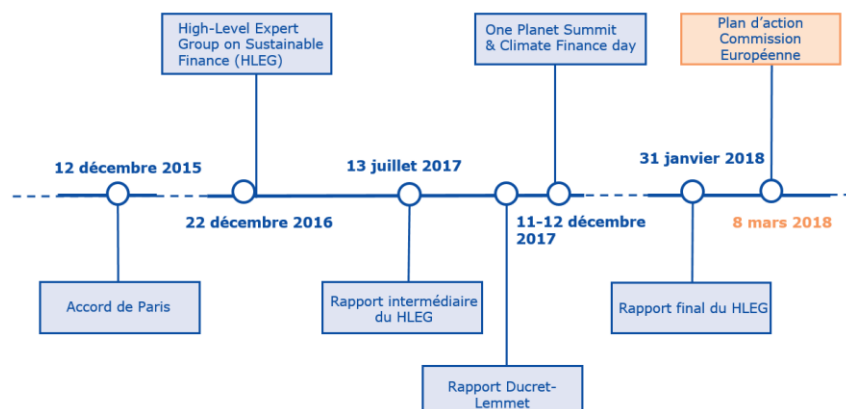 High-Level Expert
Group on Sustainable
Finance (HLEG)
One Planet Summit
& Climate Finance day
Plan d’action
Commission
Européenne
12 décembre 2015
13 juillet 2017
31 janvier 2018
22 décembre 2016
11-12 décembre
2017
8 mars 2018
Accord de Paris
Rapport intermédiaire
du HLEG
Rapport final du HLEG
Rapport Ducret-
Lemmet